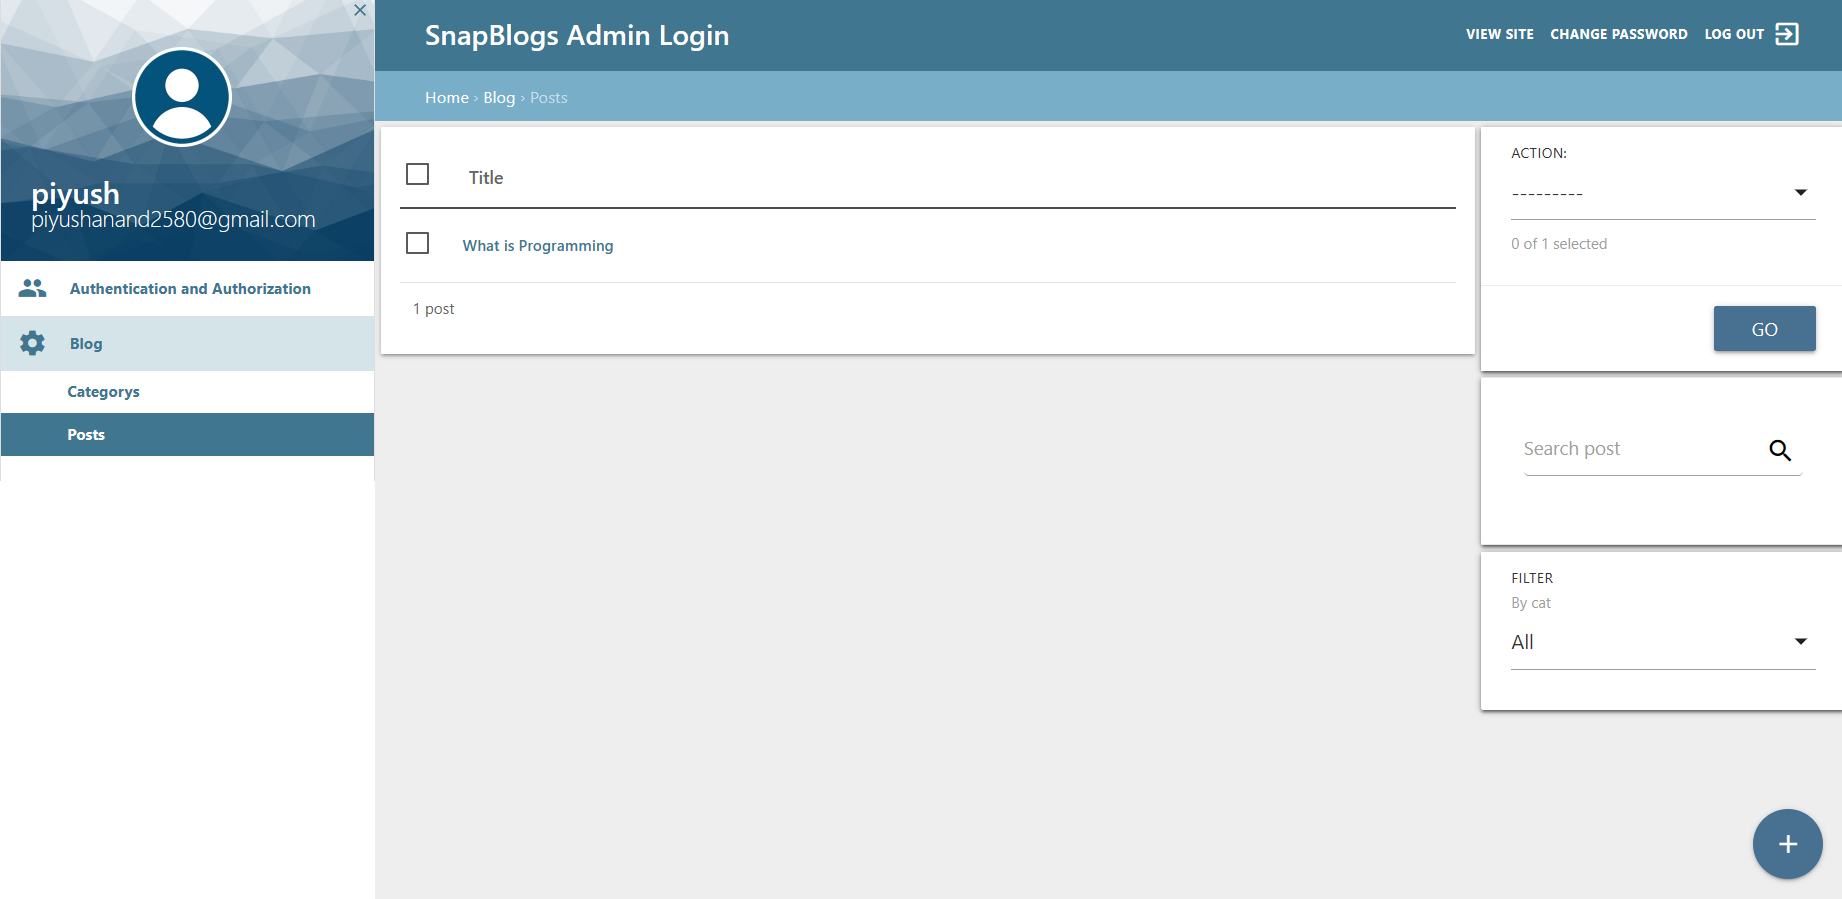 SnapBlogs Admin Login
VIEW SITE CHANGE PASSWORD LOG OUT
Home › Blog › Posts
piyush
piyushanand2580@gmail.com
Authentication and Authorization
Blog
Categorys
Posts
Title
What is Programming
1 post
ACTION:
---------
0 of 1 selected
GO
Search post
FILTER
By cat
All